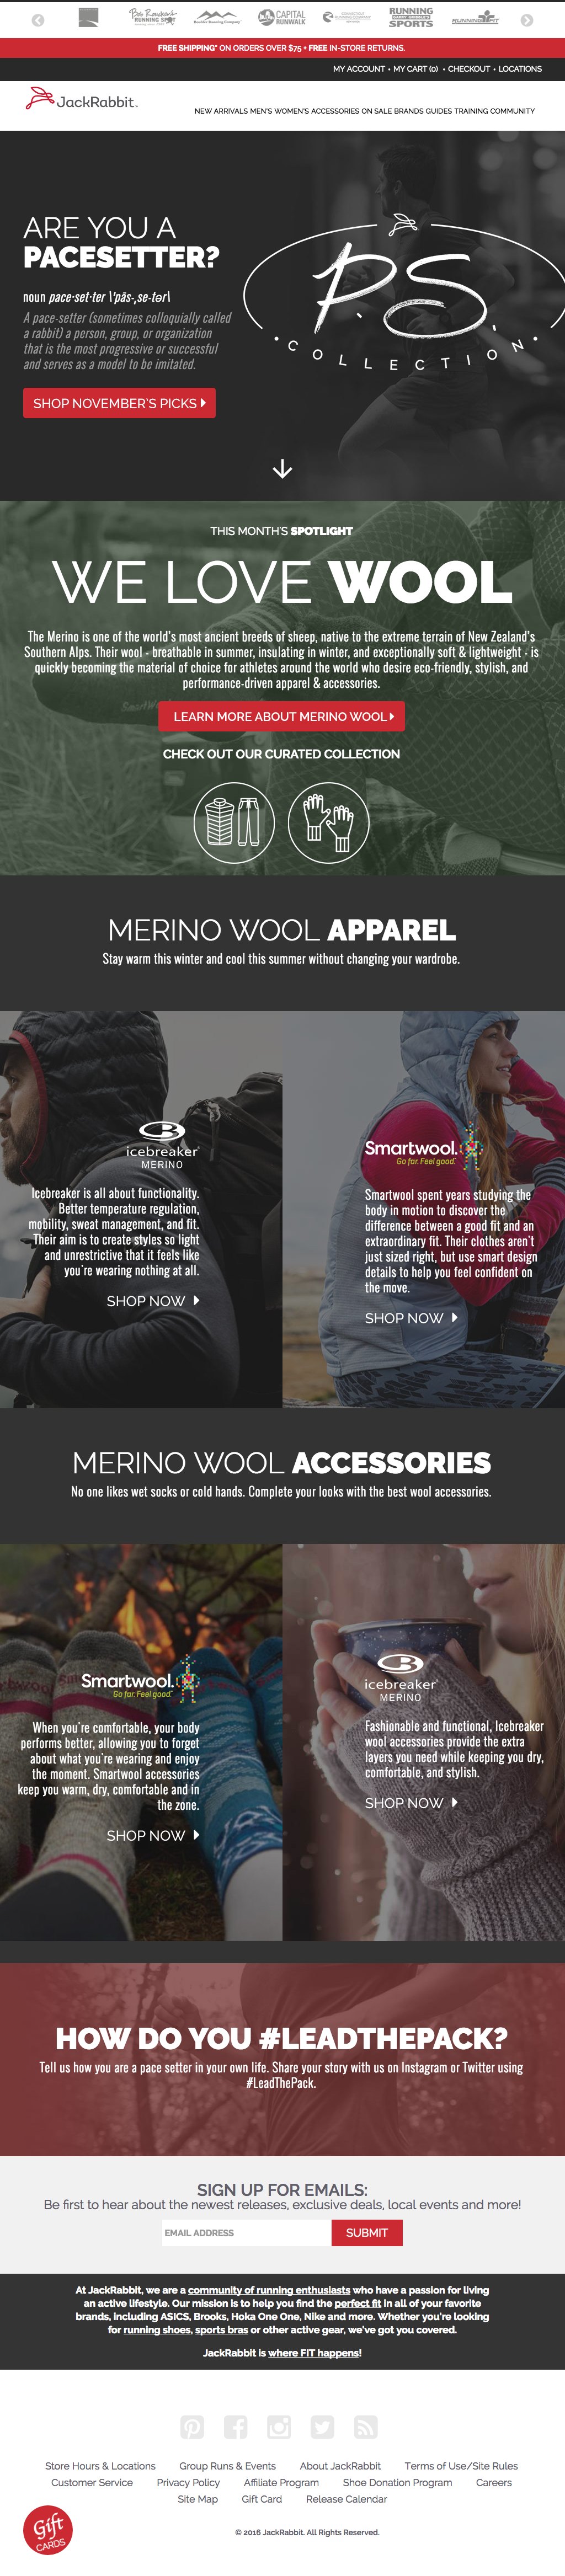 Bob Roncker's
RUNNING SPOT
CAPITAL
RUNWALK
RUNNING
SPORTS
RUNNING FIT
FREE SHIPPING* ON ORDERS OVER $75 + FREE IN-STORE RETURNS.
MY ACCOUNT • MY CART (0) • CHECKOUT • LOCATIONS
JackRabbit
NEW ARRIVALS MEN'S WOMEN'S ACCESSORIES ON SALE BRANDS GUIDES TRAINING COMMUNITY
ARE YOU A
PACESETTER?
noun pace·set·ter \'pās-ˌse-tər\
A pace-setter (sometimes colloquially called
a rabbit) a person, group, or organization
that is the most progressive or successful
and serves as a model to be imitated.
SHOP NOVEMBER'S PICKS
P.S.
• COLLECTION •
THIS MONTH'S SPOTLIGHT
WE LOVE WOOL
The Merino is one of the world's most ancient breeds of sheep, native to the extreme terrain of New Zealand's
Southern Alps. Their wool - breathable in summer, insulating in winter, and exceptionally soft & lightweight - is
quickly becoming the material of choice for athletes around the world who desire eco-friendly, stylish, and
performance-driven apparel & accessories.
LEARN MORE ABOUT MERINO WOOL
CHECK OUT OUR CURATED COLLECTION
MERINO WOOL APPAREL
Stay warm this winter and cool this summer without changing your wardrobe.
icebreaker
MERINO
Icebreaker is all about functionality.
Better temperature regulation,
mobility, sweat management, and fit.
Their aim is to create styles so light
and unrestrictive that it feels like
you're wearing nothing at all.
SHOP NOW
Smartwool.
Go far. Feel good.
Smartwool spent years studying the
body in motion to discover the
difference between a good fit and an
extraordinary fit. Their clothes aren't
just sized right, but use smart design
details to help you feel confident on
the move.
SHOP NOW
MERINO WOOL ACCESSORIES
No one likes wet socks or cold hands. Complete your looks with the best wool accessories.
Smartwool.
Go far. Feel good.
When you're comfortable, your body
performs better, allowing you to forget
about what you're wearing and enjoy
the moment. Smartwool accessories
keep you warm, dry, comfortable and in
the zone.
SHOP NOW
icebreaker
MERINO
Fashionable and functional, Icebreaker
wool accessories provide the extra
layers you need while keeping you dry,
comfortable, and stylish.
SHOP NOW
HOW DO YOU #LEADTHEPACK?
Tell us how you are a pace setter in your own life. Share your story with us on Instagram or Twitter using
#LeadThePack.
SIGN UP FOR EMAILS:
Be first to hear about the newest releases, exclusive deals, local events and more!
EMAIL ADDRESS
SUBMIT
At JackRabbit, we are a community of running enthusiasts who have a passion for living
an active lifestyle. Our mission is to help you find the perfect fit in all of your favorite
brands, including ASICS, Brooks, Hoka One One, Nike and more. Whether you're looking
for running shoes, sports bras or other active gear, we've got you covered.
JackRabbit is where FIT happens!
Store Hours & Locations Group Runs & Events About JackRabbit Terms of Use/Site Rules
Customer Service Privacy Policy Affiliate Program Shoe Donation Program Careers
Site Map Gift Card Release Calendar
Gift
CARDS
© 2016 JackRabbit. All Rights Reserved.